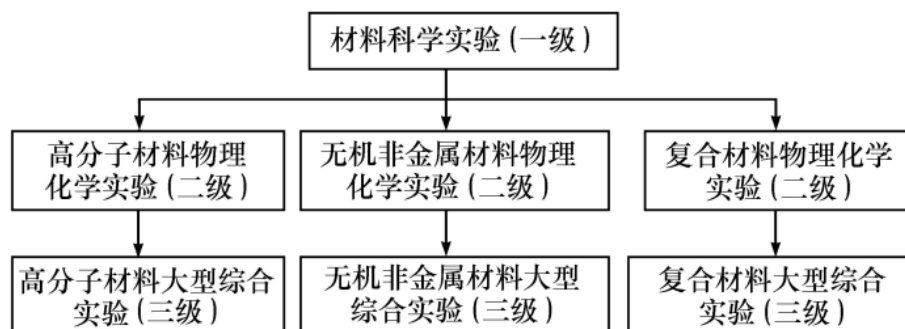 材料科学实验(一级)
高分子材料物理
化学实验(二级)
无机非金属材料物理
化学实验(二级)
复合材料物理化学
实验(二级)
高分子材料大型综合
实验(三级)
无机非金属材料大型
综合实验(三级)
复合材料大型综合
实验(三级)